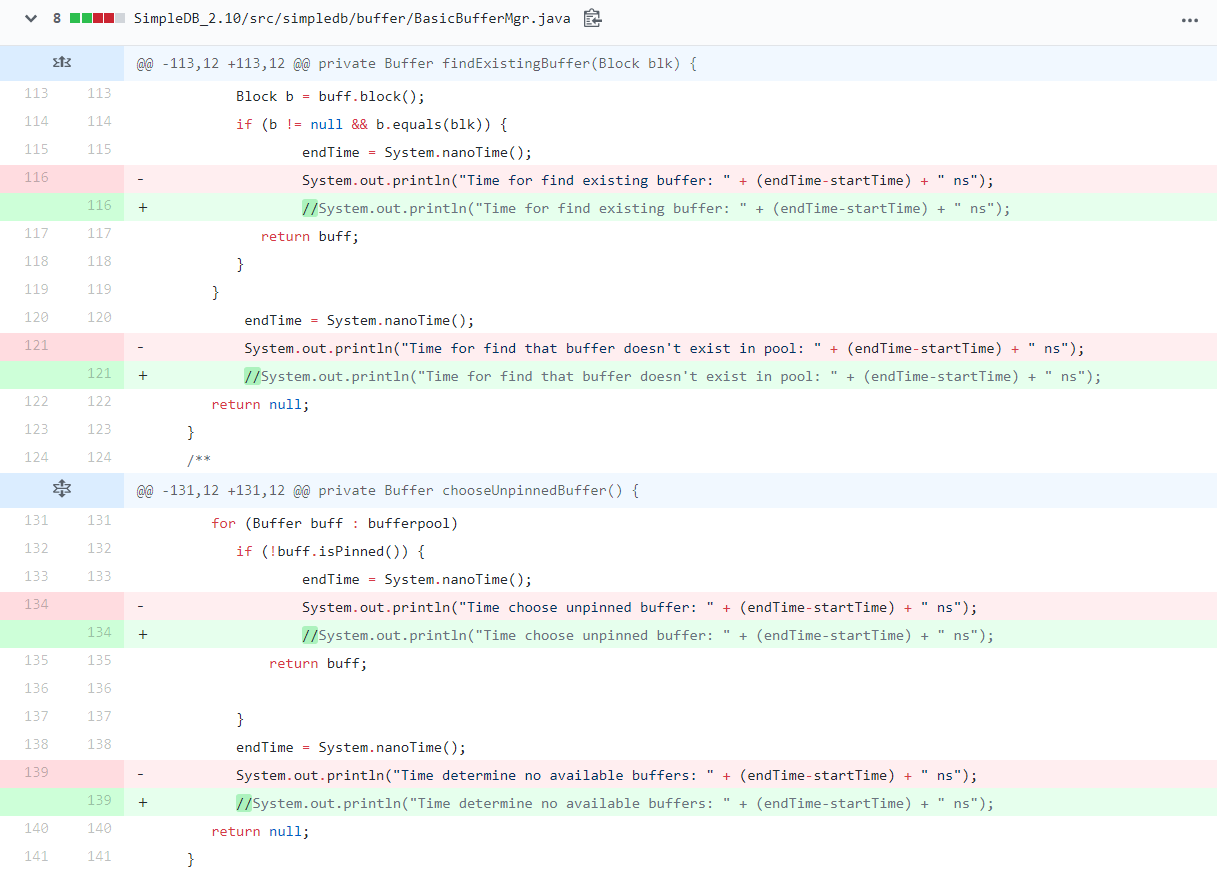 8 SimpleDB_2.10/src/simpledb/buffer/BasicBufferMgr.java
@@ -113,12 +113,12 @@ private Buffer findExistingBuffer(Block blk) {
113 113 Block b = buff.block();
114 114 if (b != null && b.equals(blk)) {
115 115 endTime = System.nanoTime();
116 - System.out.println("Time for find existing buffer: " + (endTime-startTime) + " ns");
116 + //System.out.println("Time for find existing buffer: " + (endTime-startTime) + " ns");
117 117 return buff;
118 118 }
119 119 }
120 120 endTime = System.nanoTime();
121 - System.out.println("Time for find that buffer doesn't exist in pool: " + (endTime-startTime) + " ns");
121 + //System.out.println("Time for find that buffer doesn't exist in pool: " + (endTime-startTime) + " ns");
122 122 return null;
123 123 }
124 124 /**
@@ -131,12 +131,12 @@ private Buffer chooseUnpinnedBuffer() {
131 131 for (Buffer buff : bufferpool)
132 132 if (!buff.isPinned()) {
133 133 endTime = System.nanoTime();
134 - System.out.println("Time choose unpinned buffer: " + (endTime-startTime) + " ns");
134 + //System.out.println("Time choose unpinned buffer: " + (endTime-startTime) + " ns");
135 135 return buff;
136 136
137 137 }
138 138 endTime = System.nanoTime();
139 - System.out.println("Time determine no available buffers: " + (endTime-startTime) + " ns");
139 + //System.out.println("Time determine no available buffers: " + (endTime-startTime) + " ns");
140 140 return null;
141 141 }